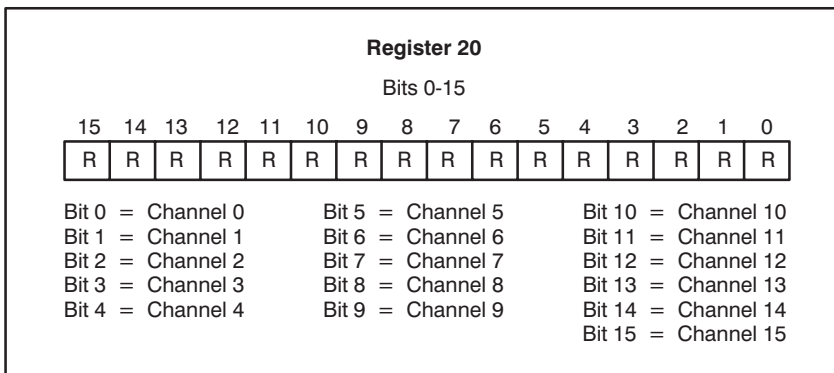 Register 20
Bits 0-15
15 14 13 12 11 10 9 8 7 6 5 4 3 2 1 0
R R R R R R R R R R R R R R R R
Bit 0 = Channel 0 Bit 5 = Channel 5 Bit 10 = Channel 10
Bit 1 = Channel 1 Bit 6 = Channel 6 Bit 11 = Channel 11
Bit 2 = Channel 2 Bit 7 = Channel 7 Bit 12 = Channel 12
Bit 3 = Channel 3 Bit 8 = Channel 8 Bit 13 = Channel 13
Bit 4 = Channel 4 Bit 9 = Channel 9 Bit 14 = Channel 14
Bit 15 = Channel 15